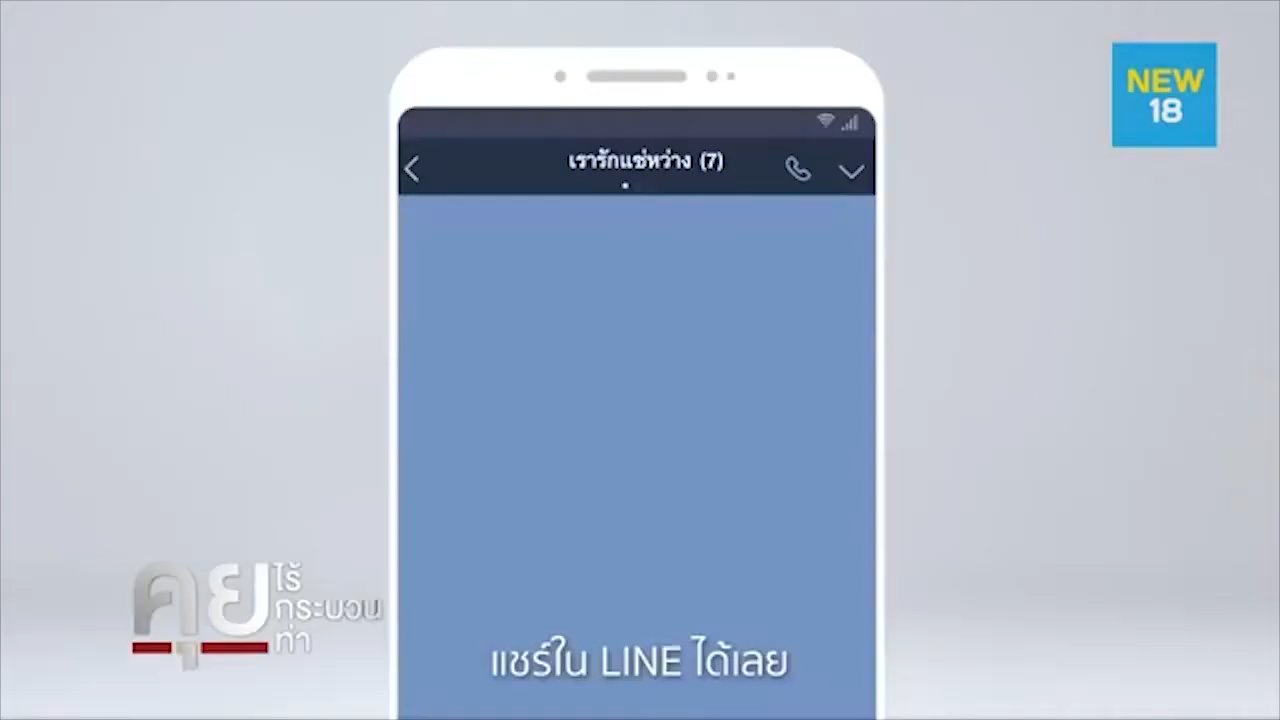 NEW
18
เรารักแซ่หว่าง (7)
คุย
ไร้
กระบวน
ท่า
แชร์ใน LINE ได้เลย